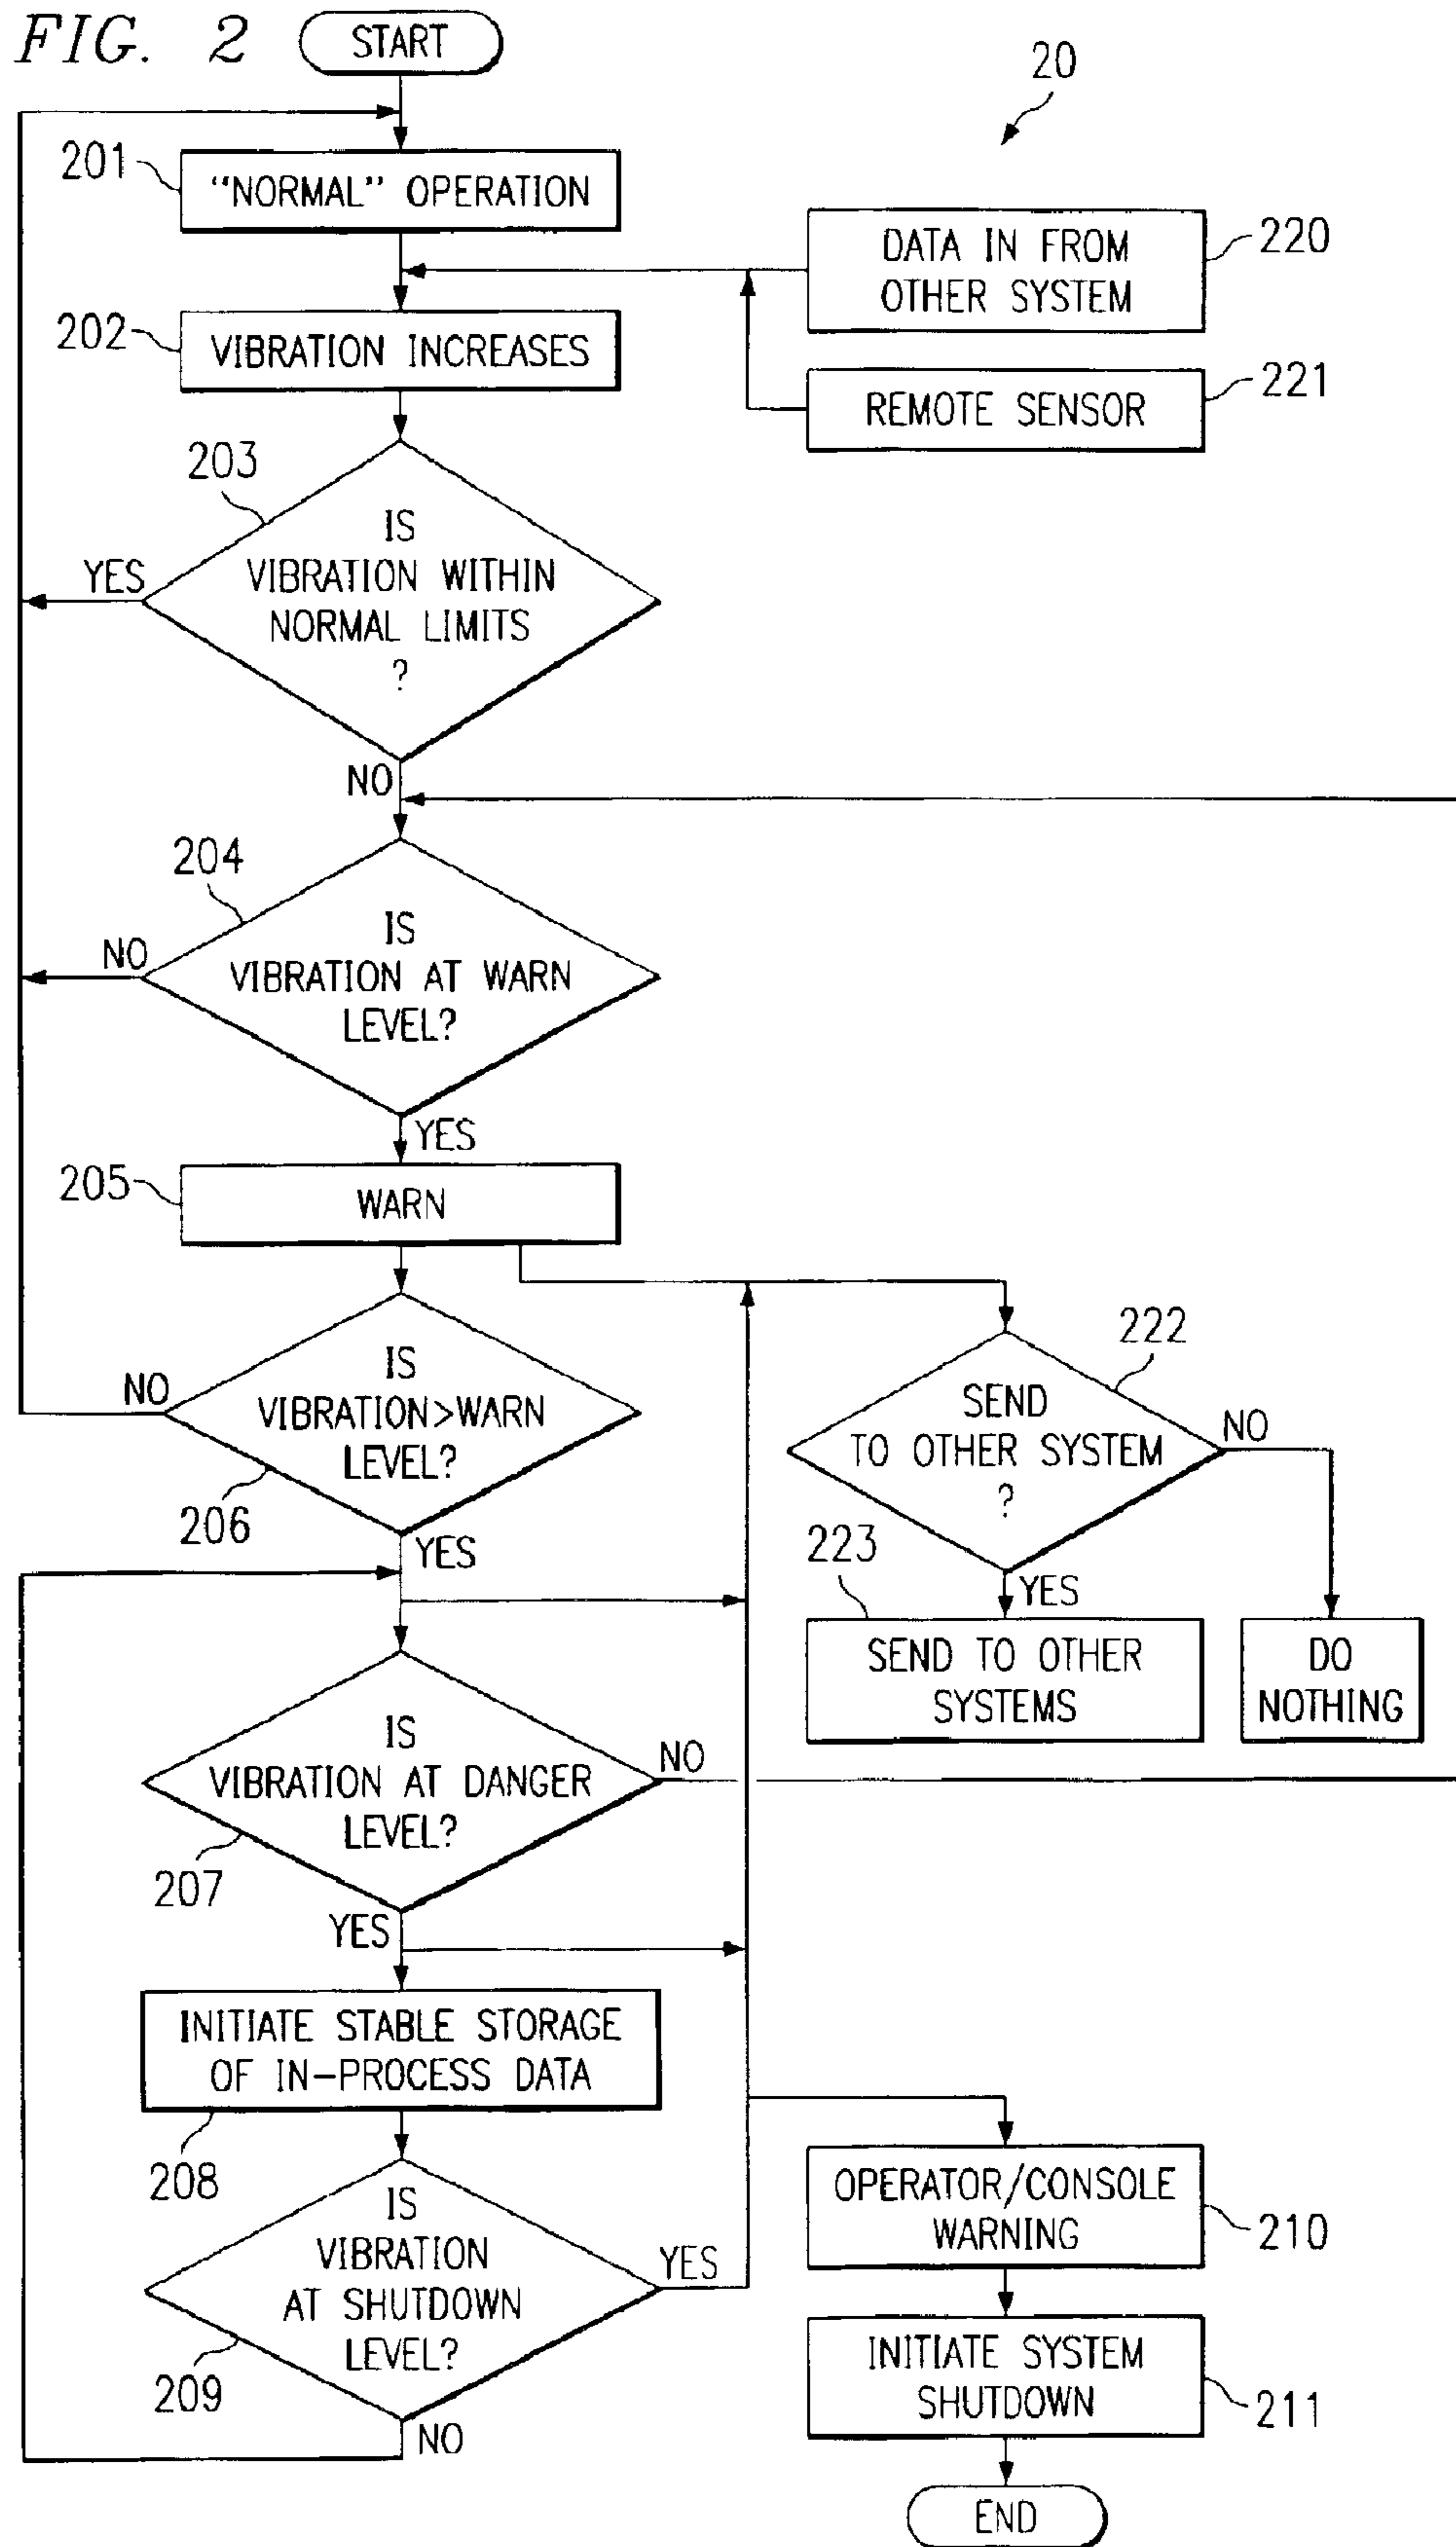 FIG. 2
START
20
201
"NORMAL" OPERATION
DATA IN FROM
OTHER SYSTEM
220
202
VIBRATION INCREASES
REMOTE SENSOR
221
203
IS
VIBRATION WITHIN
NORMAL LIMITS
?
YES
NO
204
IS
VIBRATION AT WARN
LEVEL?
NO
YES
205
WARN
IS
VIBRATION>WARN
LEVEL?
NO
206
YES
222
SEND
TO OTHER SYSTEM
?
NO
223
YES
SEND TO OTHER
SYSTEMS
DO
NOTHING
IS
VIBRATION AT DANGER
LEVEL?
NO
207
YES
INITIATE STABLE STORAGE
OF IN-PROCESS DATA
208
IS
VIBRATION
AT SHUTDOWN
LEVEL?
YES
209
NO
OPERATOR/CONSOLE
WARNING
210
INITIATE SYSTEM
SHUTDOWN
211
END